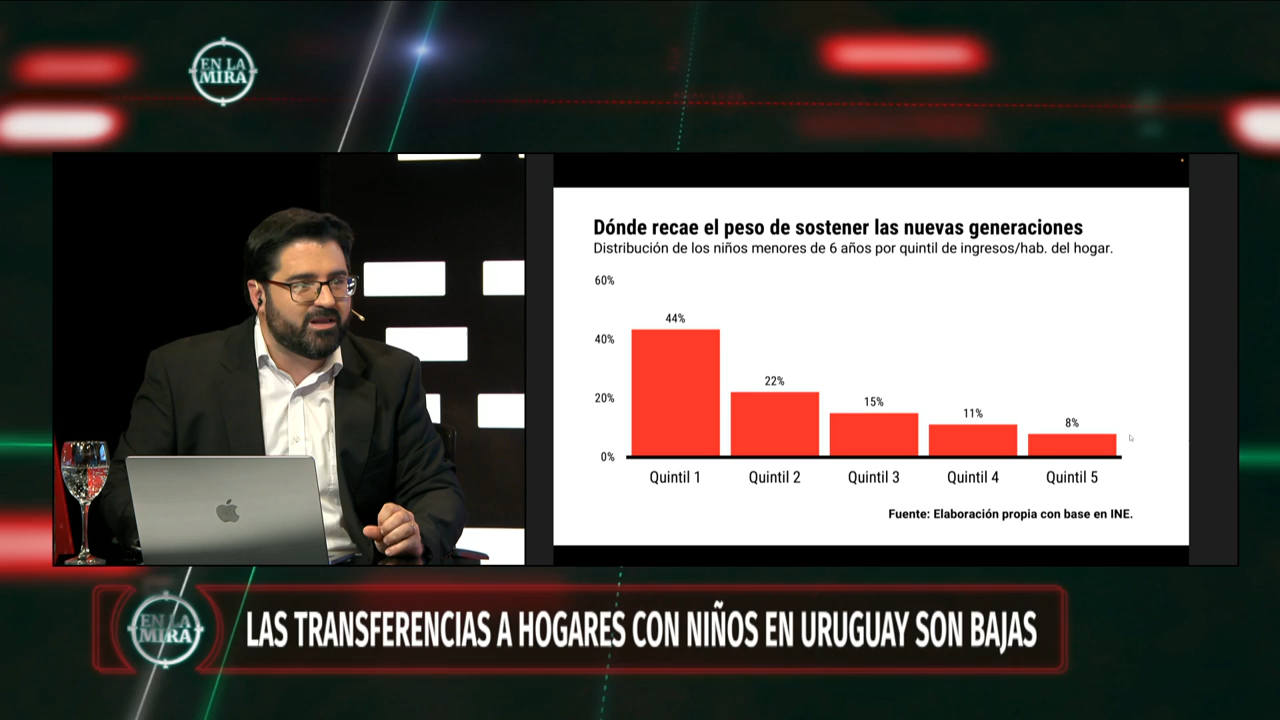 EN LA
MIRA
Dónde recae el peso de sostener las nuevas generaciones
Distribución de los niños menores de 6 años por quintil de ingresos/hab. del hogar.
60%
40%
20%
0%
44%
22%
15%
11%
8%
Quintil 1
Quintil 2
Quintil 3
Quintil 4
Quintil 5
Fuente: Elaboración propia con base en INE.
EN LA
MIRA
LAS TRANSFERENCIAS A HOGARES CON NIÑOS EN URUGUAY SON BAJAS